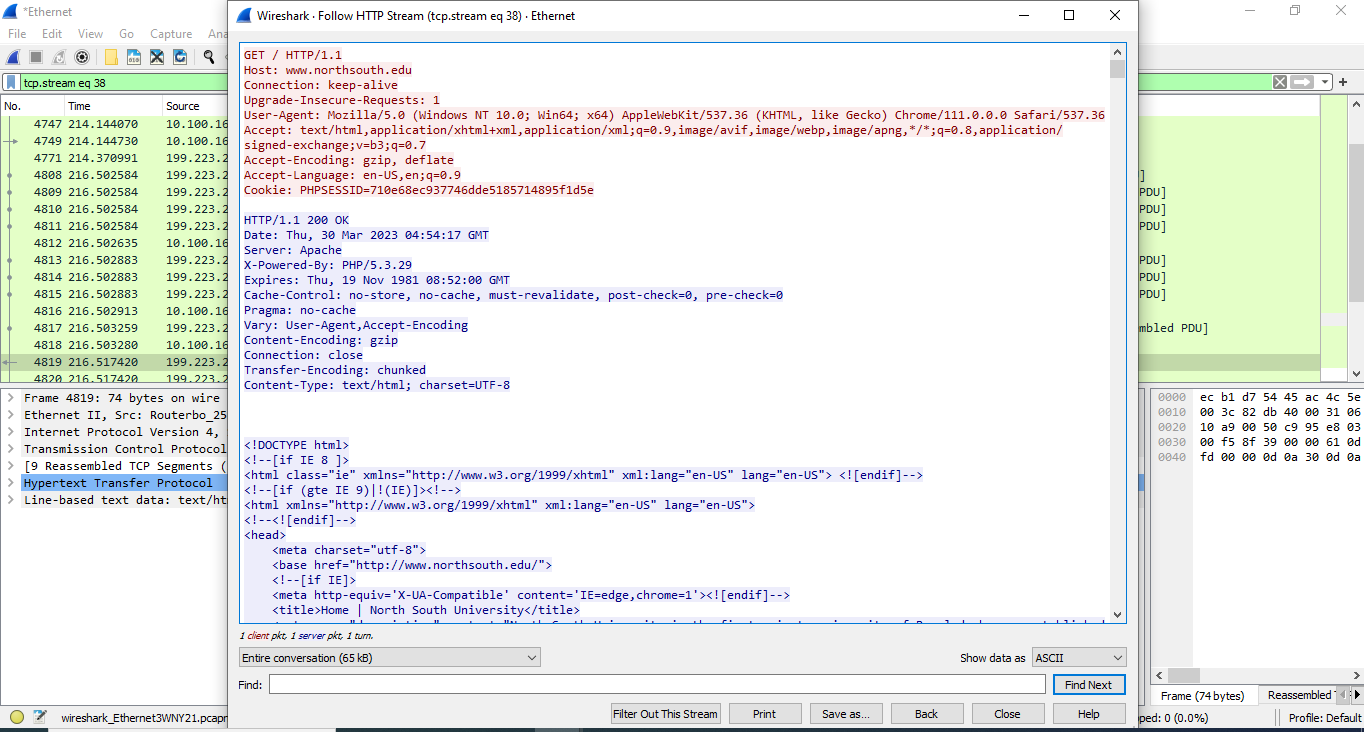 *Ethernet
Wireshark · Follow HTTP Stream (tcp.stream eq 38) · Ethernet
File Edit View Go Capture Ana
tcp.stream eq 38
No. Time Source
4747 214.144070 10.100.16
4749 214.144730 10.100.16
4771 214.370991 199.223.2
4808 216.502584 199.223.2
4809 216.502584 199.223.2
4810 216.502584 199.223.2
4811 216.502584 199.223.2
4812 216.502635 10.100.16
4813 216.502883 199.223.2
4814 216.502883 199.223.2
4815 216.502883 199.223.2
4816 216.502913 10.100.16
4817 216.503259 199.223.2
4818 216.503280 10.100.16
4819 216.517420 199.223.2
4820 216.517420 199.223.2
Frame 4819: 74 bytes on wire
Ethernet II, Src: Routerbo_25
Internet Protocol Version 4,
Transmission Control Protocol
[9 Reassembled TCP Segments (
Hypertext Transfer Protocol
Line-based text data: text/ht
GET / HTTP/1.1
Host: www.northsouth.edu
Connection: keep-alive
Upgrade-Insecure-Requests: 1
User-Agent: Mozilla/5.0 (Windows NT 10.0; Win64; x64) AppleWebKit/537.36 (KHTML, like Gecko) Chrome/111.0.0.0 Safari/537.36
Accept: text/html,application/xhtml+xml,application/xml;q=0.9,image/avif,image/webp,image/apng,*/*;q=0.8,application/
signed-exchange;v=b3;q=0.7
Accept-Encoding: gzip, deflate
Accept-Language: en-US,en;q=0.9
Cookie: PHPSESSID=710e68ec937746dde5185714895f1d5e
HTTP/1.1 200 OK
Date: Thu, 30 Mar 2023 04:54:17 GMT
Server: Apache
X-Powered-By: PHP/5.3.29
Expires: Thu, 19 Nov 1981 08:52:00 GMT
Cache-Control: no-store, no-cache, must-revalidate, post-check=0, pre-check=0
Pragma: no-cache
Vary: User-Agent,Accept-Encoding
Content-Encoding: gzip
Connection: close
Transfer-Encoding: chunked
Content-Type: text/html; charset=UTF-8
<!DOCTYPE html>
<!--[if IE 8 ]>
<html class="ie" xmlns="http://www.w3.org/1999/xhtml" xml:lang="en-US" lang="en-US"> <![endif]-->
<!--[if (gte IE 9)|!(IE)]><!-->
<html xmlns="http://www.w3.org/1999/xhtml" xml:lang="en-US" lang="en-US">
<!--<![endif]-->
<head>
<meta charset="utf-8">
<base href="http://www.northsouth.edu/">
<!--[if IE]>
<meta http-equiv='X-UA-Compatible' content='IE=edge,chrome=1'><![endif]-->
<title>Home | North South University</title>
1 client pkt, 1 server pkt, 1 turn.
Entire conversation (65 kB)
Show data as ASCII
Find:
Find Next
Filter Out This Stream Print Save as... Back Close Help
]
PDU]
PDU]
PDU]
PDU]
PDU]
PDU]
mbled PDU]
0000 ec b1 d7 54 45 ac 4c 5e
0010 00 3c 82 db 40 00 31 06
0020 10 a9 00 50 c9 95 e8 03
0030 00 f5 8f 39 00 00 61 0d
0040 fd 00 00 0d 0a 30 0d 0a
Frame (74 bytes) Reassembled T
wireshark_Ethernet3WNY21.pcapn
ped: 0 (0.0%)
Profile: Default